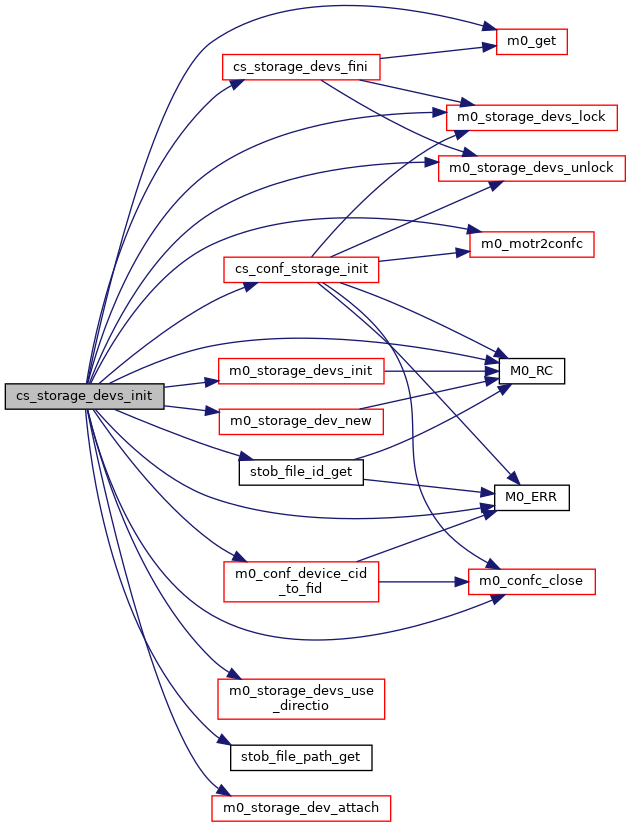 m0_get
cs_storage_devs_fini
m0_storage_devs_lock
m0_storage_devs_unlock
m0_motr2confc
cs_conf_storage_init
m0_storage_devs_init
M0_RC
cs_storage_devs_init
m0_storage_dev_new
stob_file_id_get
M0_ERR
m0_conf_device_cid
_to_fid
m0_confc_close
m0_storage_devs_use
_directio
stob_file_path_get
m0_storage_dev_attach